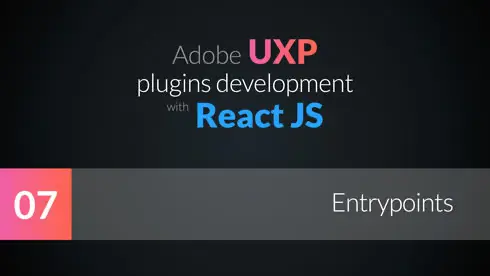 Adobe UXP
plugins development
with React JS
07
Entrypoints